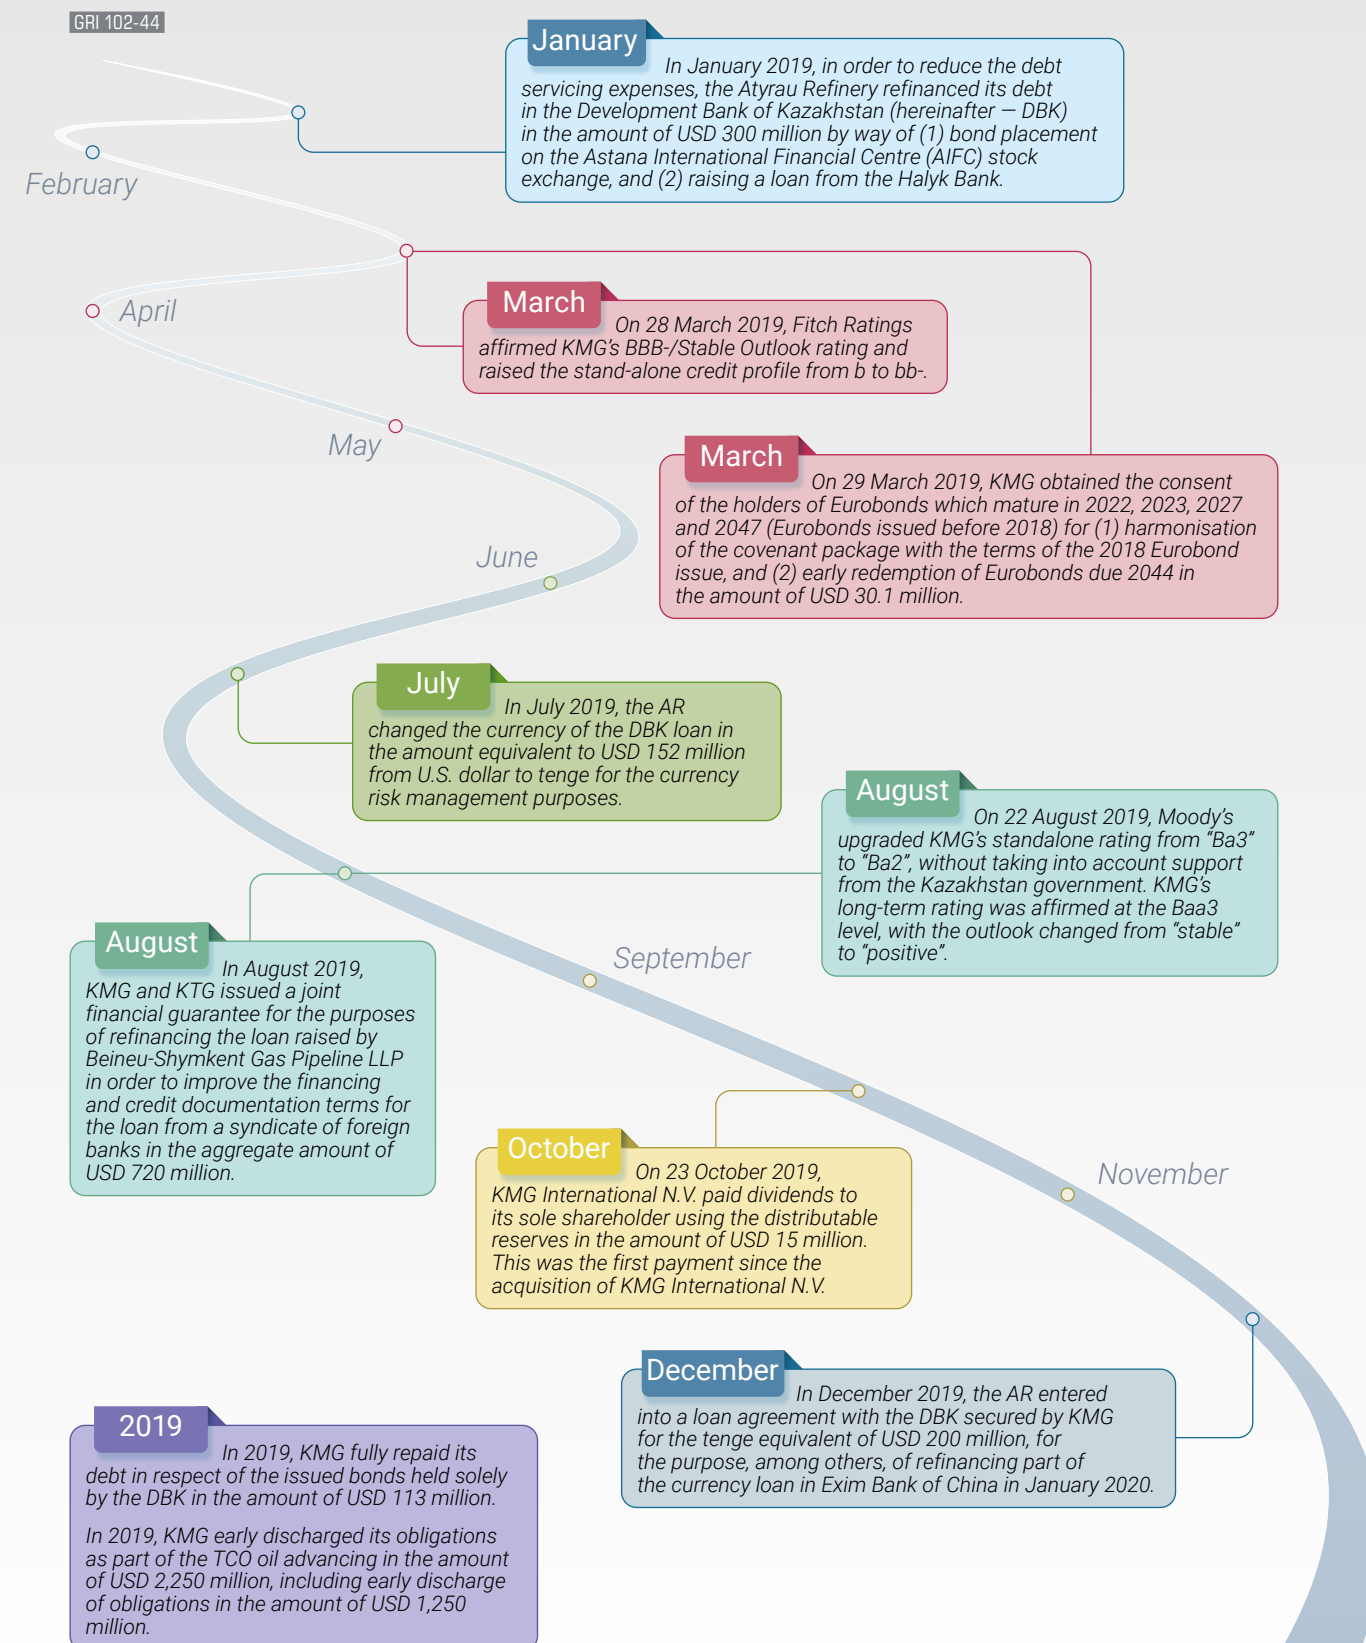 GRI 102-44
January
In January 2019, in order to reduce the debt
servicing expenses, the Atyrau Refinery refinanced its debt
in the Development Bank of Kazakhstan (hereinafter — DBK)
in the amount of USD 300 million by way of (1) bond placement
on the Astana International Financial Centre (AIFC) stock
exchange, and (2) raising a loan from the Halyk Bank.
February
March
On 28 March 2019, Fitch Ratings
affirmed KMG’s BBB-/Stable Outlook rating and
raised the stand-alone credit profile from b to bb-.
April
May
March
On 29 March 2019, KMG obtained the consent
of the holders of Eurobonds which mature in 2022, 2023, 2027
and 2047 (Eurobonds issued before 2018) for (1) harmonisation
of the covenant package with the terms of the 2018 Eurobond
issue, and (2) early redemption of Eurobonds due 2044 in
the amount of USD 30.1 million.
June
July
In July 2019, the AR
changed the currency of the DBK loan in
the amount equivalent to USD 152 million
from U.S. dollar to tenge for the currency
risk management purposes.
August
On 22 August 2019, Moody’s
upgraded KMG’s standalone rating from “Ba3”
to “Ba2”, without taking into account support
from the Kazakhstan government. KMG’s
long-term rating was affirmed at the Baa3
level, with the outlook changed from “stable”
to “positive”.
August
In August 2019,
KMG and KTG issued a joint
financial guarantee for the purposes
of refinancing the loan raised by
Beineu-Shymkent Gas Pipeline LLP
in order to improve the financing
and credit documentation terms for
the loan from a syndicate of foreign
banks in the aggregate amount of
USD 720 million.
September
October
On 23 October 2019,
KMG International N.V. paid dividends to
its sole shareholder using the distributable
reserves in the amount of USD 15 million.
This was the first payment since the
acquisition of KMG International N.V.
November
December
In December 2019, the AR entered
into a loan agreement with the DBK secured by KMG
for the tenge equivalent of USD 200 million, for
the purpose, among others, of refinancing part of
the currency loan in Exim Bank of China in January 2020.
2019
In 2019, KMG fully repaid its
debt in respect of the issued bonds held solely
by the DBK in the amount of USD 113 million.
In 2019, KMG early discharged its obligations
as part of the TCO oil advancing in the amount
of USD 2,250 million, including early discharge
of obligations in the amount of USD 1,250
million.